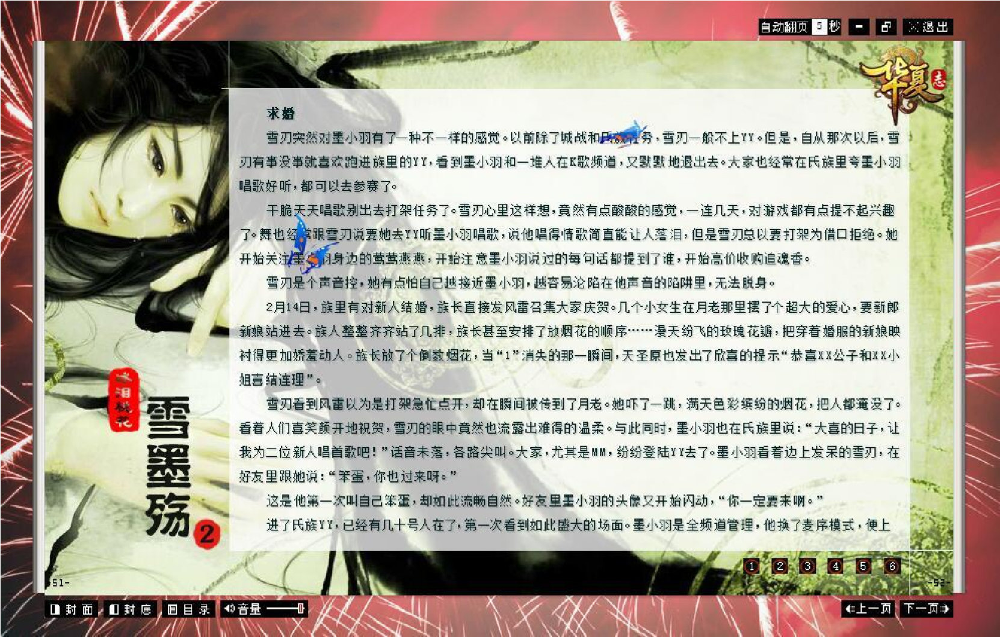 自动翻页 5 秒 退出
华夏志
求婚
雪刃突然对墨小羽有了一种不一样的感觉。以前除了城战和氏族任务，雪刃一般不上YY。但是，自从那次以后，雪
刃有事没事就喜欢跑进族里的YY，看到墨小羽和一堆人在K歌频道，又默默地退出去。大家也经常在氏族里夸墨小羽
唱歌好听，都可以去参赛了。
干脆天天唱歌别出去打架任务了。雪刃心里这样想，竟然有点酸酸的感觉，一连几天，对游戏都有点提不起兴趣
了。舞也经常跟雪刃说要她去YY听墨小羽唱歌，说他唱得情歌简直能让人落泪，但是雪刃总以要打架为借口拒绝。她
开始关注墨小羽身边的莺莺燕燕，开始注意墨小羽说过的每句话都提到了谁，开始高价收购追魂香。
雪刃是个声音控，她有点怕自己越接近墨小羽，越容易沦陷在他声音的陷阱里，无法脱身。
2月14日，族里有对新人结婚，族长直接发风雷召集大家庆贺。几个小女生在月老那里摆了个超大的爱心，要新郎
新娘站进去。族人整整齐齐站了几排，族长甚至安排了放烟花的顺序……漫天纷飞的玫瑰花瓣，把穿着婚服的新娘映
衬得更加娇羞动人。族长放了个倒数烟花，当“1”消失的那一瞬间，天圣原也发出了欣喜的提示“恭喜XX公子和XX小
姐喜结连理”。
雪刃看到风雷以为是打架急忙点开，却在瞬间被传到了月老。她吓了一跳，满天色彩缤纷的烟花，把人都淹没了。
看着人们喜笑颜开地祝贺，雪刃的眼中竟然也流露出难得的温柔。与此同时，墨小羽也在氏族里说：“大喜的日子，让
我为二位新人唱首歌吧！”话音未落，各路尖叫。大家，尤其是MM，纷纷登陆YY去了。墨小羽看着边上发呆的雪刃，在
好友里跟她说：“笨蛋，你也过来呀。”
这是他第一次叫自己笨蛋，却如此流畅自然。好友里墨小羽的头像又开始闪动，“你一定要来啊。”
进了氏族YY，已经有几十号人在了，第一次看到如此盛大的场面。墨小羽是全频道管理，他换了麦序模式，便上
冰泪桃花
雪墨殇
2
1 2 3 4 5 6
-51-
-52-
封面 封底 目录 音量 上一页 下一页